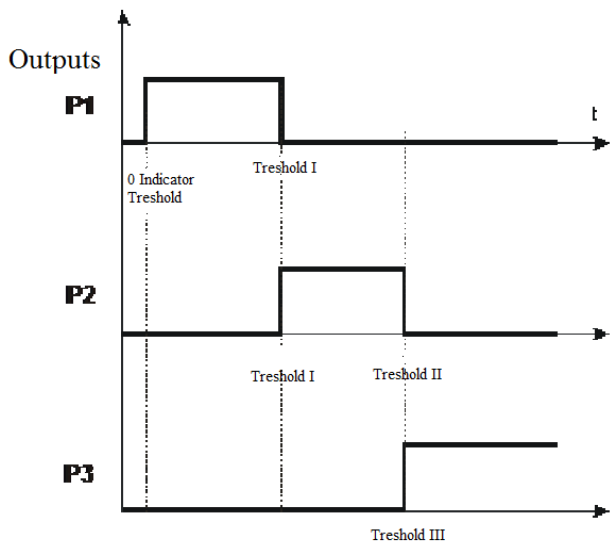 Outputs
P1
t
0 Indicator
Treshold
Treshold I
P2
Treshold I
Treshold II
P3
Treshold III